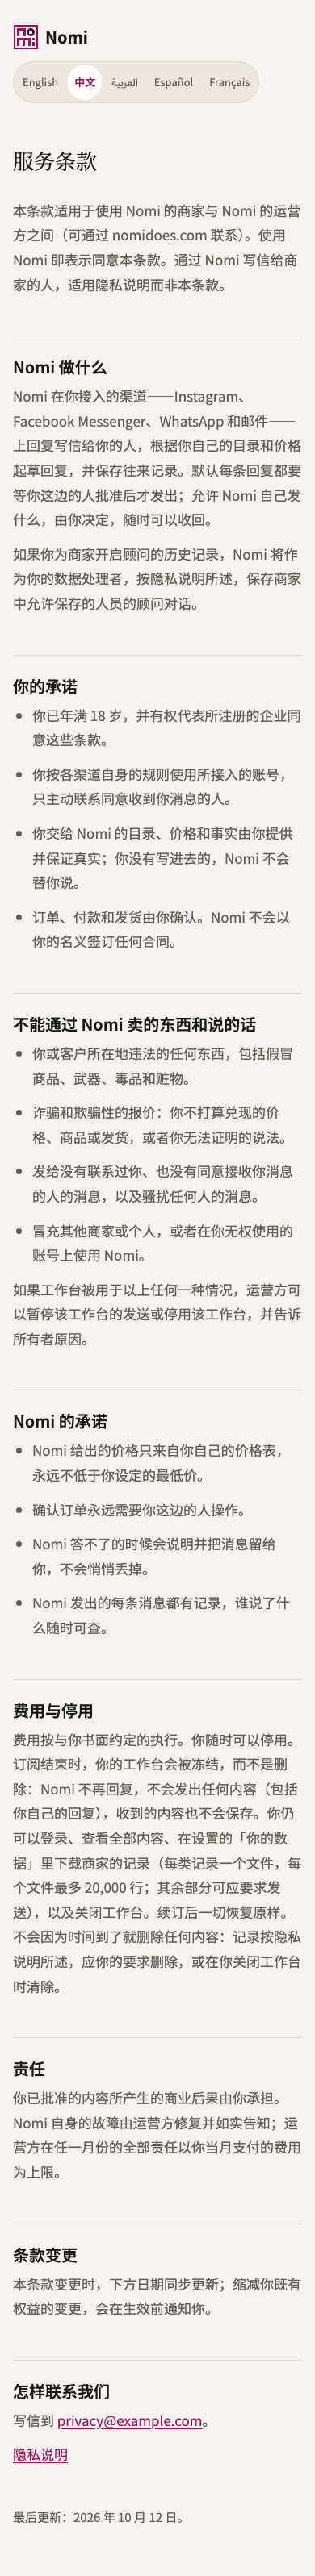 Nomi
English 中文 العربية Español Français
服务条款
本条款适用于使用 Nomi 的商家与 Nomi 的运营
方之间（可通过 nomidoes.com 联系）。使用
Nomi 即表示同意本条款。通过 Nomi 写信给商
家的人，适用隐私说明而非本条款。
Nomi 做什么
Nomi 在你接入的渠道——Instagram、
Facebook Messenger、WhatsApp 和邮件——
上回复写信给你的人，根据你自己的目录和价格
起草回复，并保存往来记录。默认每条回复都要
等你这边的人批准后才发出；允许 Nomi 自己发
什么，由你决定，随时可以收回。
如果你为商家开启顾问的历史记录，Nomi 将作
为你的数据处理者，按隐私说明所述，保存商家
中允许保存的人员的顾问对话。
你的承诺
你已年满 18 岁，并有权代表所注册的企业同
意这些条款。
你按各渠道自身的规则使用所接入的账号，
只主动联系同意收到你消息的人。
你交给 Nomi 的目录、价格和事实由你提供
并保证真实；你没有写进去的，Nomi 不会
替你说。
订单、付款和发货由你确认。Nomi 不会以
你的名义签订任何合同。
不能通过 Nomi 卖的东西和说的话
你或客户所在地违法的任何东西，包括假冒
商品、武器、毒品和赃物。
诈骗和欺骗性的报价：你不打算兑现的价
格、商品或发货，或者你无法证明的说法。
发给没有联系过你、也没有同意接收你消息
的人的消息，以及骚扰任何人的消息。
冒充其他商家或个人，或者在你无权使用的
账号上使用 Nomi。
如果工作台被用于以上任何一种情况，运营方可
以暂停该工作台的发送或停用该工作台，并告诉
所有者原因。
Nomi 的承诺
Nomi 给出的价格只来自你自己的价格表，
永远不低于你设定的最低价。
确认订单永远需要你这边的人操作。
Nomi 答不了的时候会说明并把消息留给
你，不会悄悄丢掉。
Nomi 发出的每条消息都有记录，谁说了什
么随时可查。
费用与停用
费用按与你书面约定的执行。你随时可以停用。
订阅结束时，你的工作台会被冻结，而不是删
除：Nomi 不再回复，不会发出任何内容（包括
你自己的回复），收到的内容也不会保存。你仍
可以登录、查看全部内容、在设置的「你的数
据」里下载商家的记录（每类记录一个文件，每
个文件最多 20,000 行；其余部分可应要求发
送），以及关闭工作台。续订后一切恢复原样。
不会因为时间到了就删除任何内容：记录按隐私
说明所述，应你的要求删除，或在你关闭工作台
时清除。
责任
你已批准的内容所产生的商业后果由你承担。
Nomi 自身的故障由运营方修复并如实告知；运
营方在任一月份的全部责任以你当月支付的费用
为上限。
条款变更
本条款变更时，下方日期同步更新；缩减你既有
权益的变更，会在生效前通知你。
怎样联系我们
写信到 privacy@example.com。
隐私说明
最后更新：2026 年 10 月 12 日。